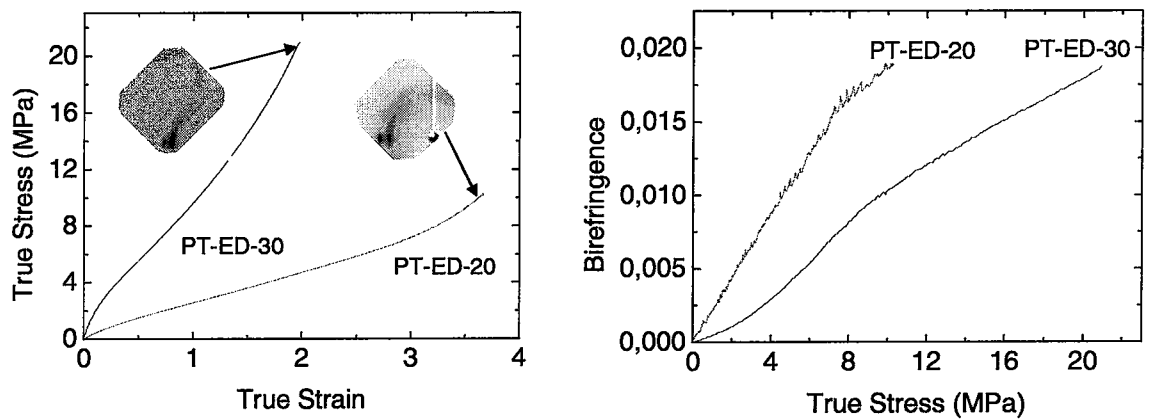 20
16
12
8
4
0
True Stress (MPa)
PT-ED-30
PT-ED-20
0 1 2 3 4
True Strain
0,020
0,015
0,010
0,005
0,000
Birefringence
PT-ED-20 PT-ED-30
0 4 8 12 16 20
True Stress (MPa)